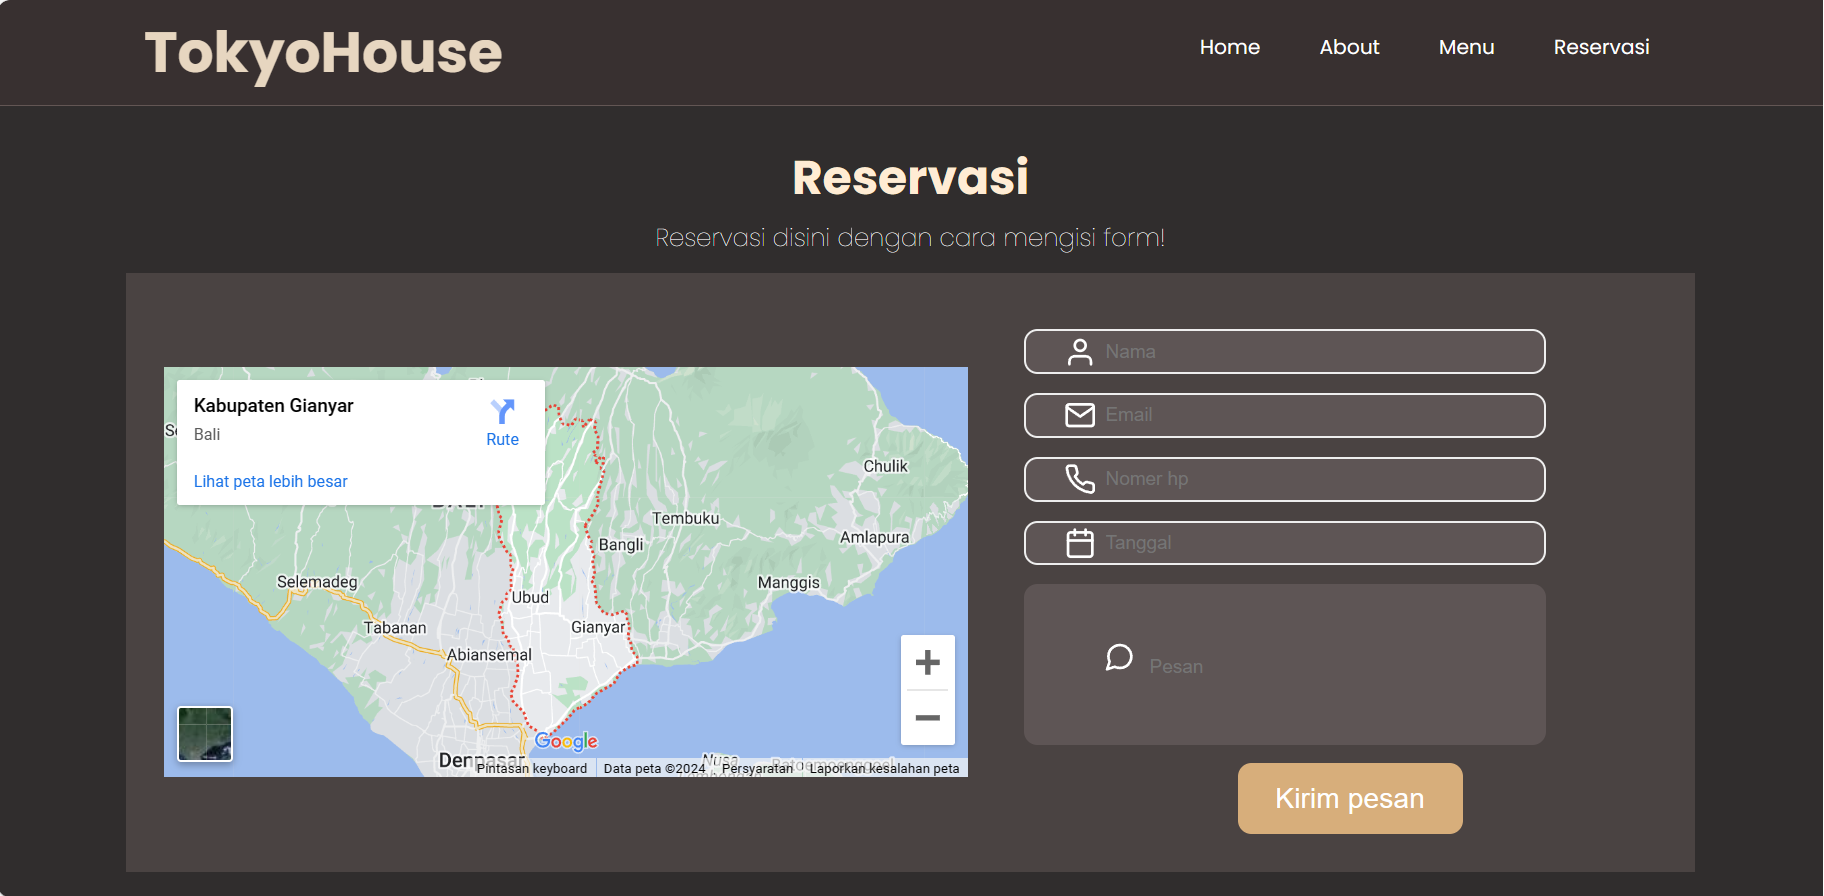 TokyoHouse
Home About Menu Reservasi
Reservasi
Reservasi disini dengan cara mengisi form!
Kabupaten Gianyar
Bali
Rute
Lihat peta lebih besar
Chulik
Tembuku
Amlapura
Bangli
Manggis
Selemadeg
Ubud
Tabanan
Gianyar
Abiansemal
Google
Denpasar
Nusa
Pintasan keyboard
Data peta ©2024
Persyaratan
Laporkan kesalahan peta
Nama
Email
Nomer hp
Tanggal
Pesan
Kirim pesan